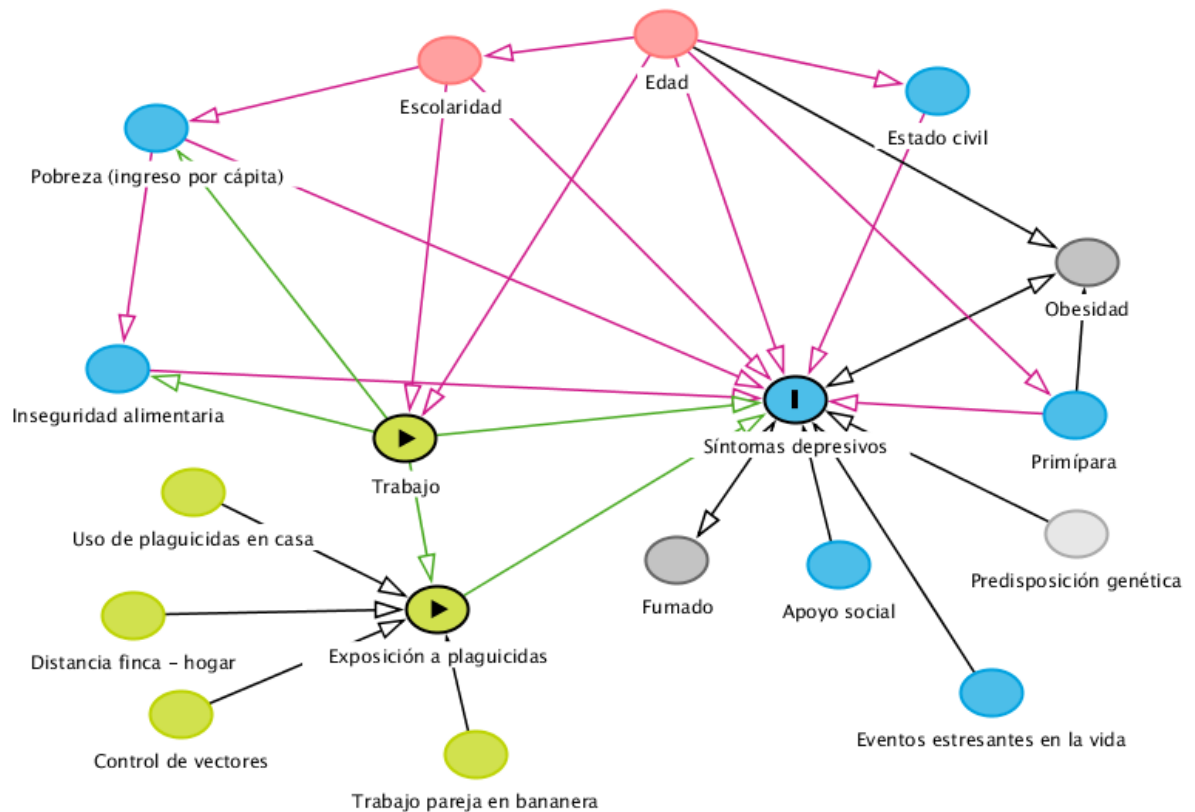 Edad
Escolaridad
Estado civil
Pobreza (ingreso por cápita)
Obesidad
Inseguridad alimentaria
Síntomas depresivos
Primípara
Trabajo
Uso de plaguicidas en casa
Predisposición genética
Fumado
Apoyo social
Exposición a plaguicidas
Distancia finca – hogar
Eventos estresantes en la vida
Control de vectores
Trabajo pareja en bananera